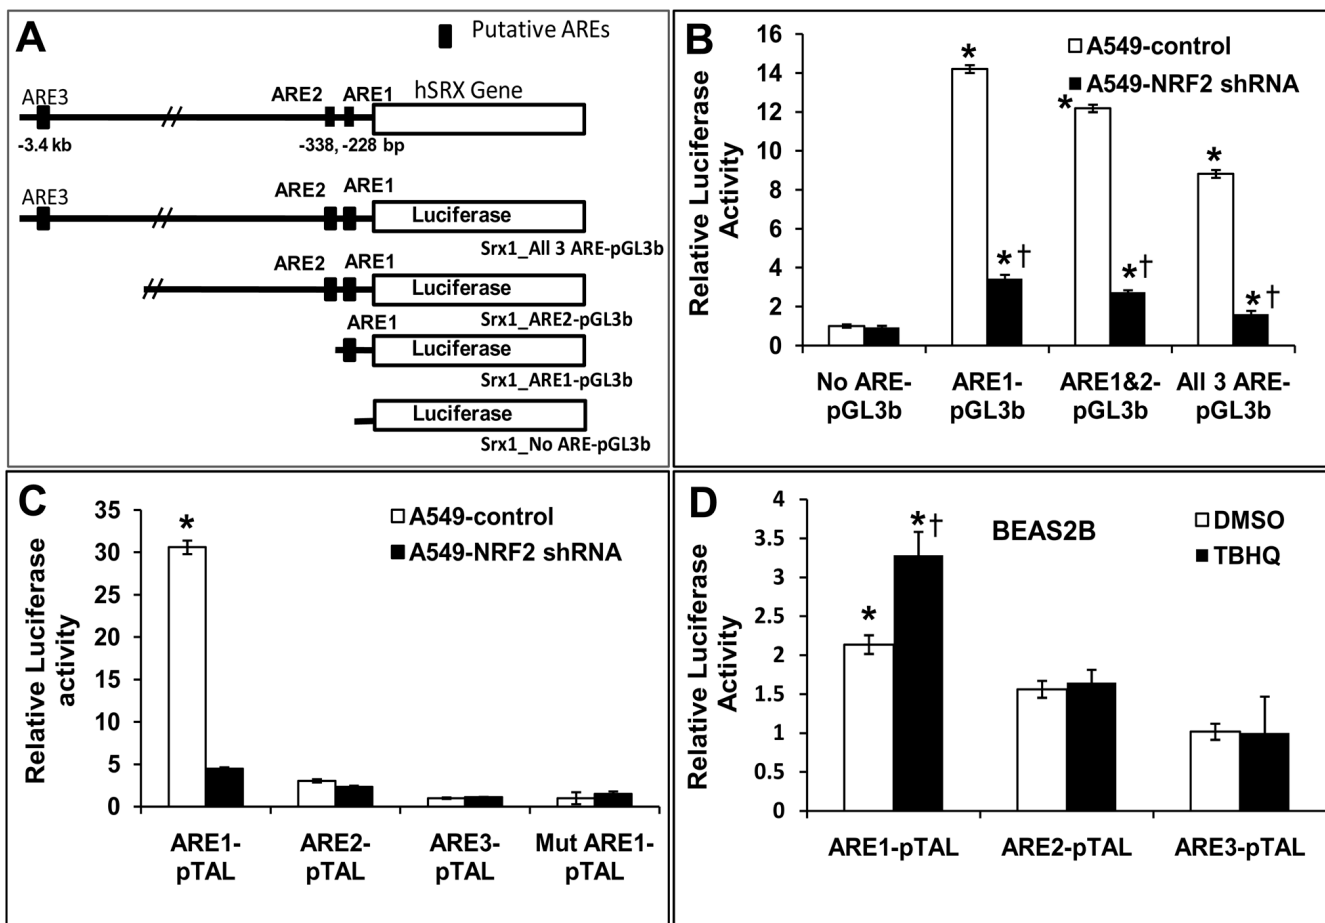 A
Putative AREs
ARE3
ARE2
ARE1
hSRX Gene
-3.4 kb
-338, -228 bp
ARE3
ARE2
ARE1
Luciferase
Srx1_All 3 ARE-pGL3b
ARE2
ARE1
Luciferase
Srx1_ARE2-pGL3b
ARE1
Luciferase
Srx1_ARE1-pGL3b
Luciferase
Srx1_No ARE-pGL3b
B
Relative Luciferase
Activity
16
14
12
10
8
6
4
2
0
A549-control
A549-NRF2 shRNA
*
*
*
*†
*†
*†
No ARE-
pGL3b
ARE1-
pGL3b
ARE1&2-
pGL3b
All 3 ARE-
pGL3b
C
Relative Luciferase
activity
35
30
25
20
15
10
5
0
*
A549-control
A549-NRF2 shRNA
ARE1-
pTAL
ARE2-
pTAL
ARE3-
pTAL
Mut ARE1-
pTAL
D
Relative Luciferase
Activity
4
3.5
3
2.5
2
1.5
1
0.5
0
*
*†
BEAS2B
DMSO
TBHQ
ARE1-pTAL
ARE2-pTAL
ARE3-pTAL